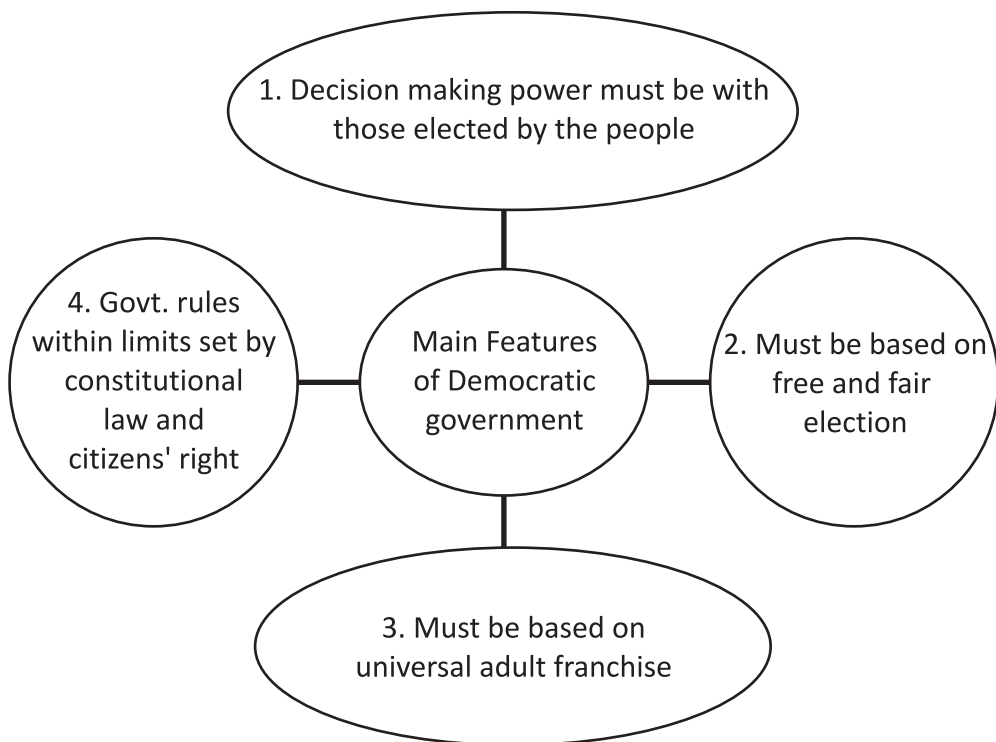 1. Decision making power must be with
those elected by the people
4. Govt. rules
within limits set by
constitutional
law and
citizens' right
Main Features
of Democratic
government
2. Must be based on
free and fair
election
3. Must be based on
universal adult franchise